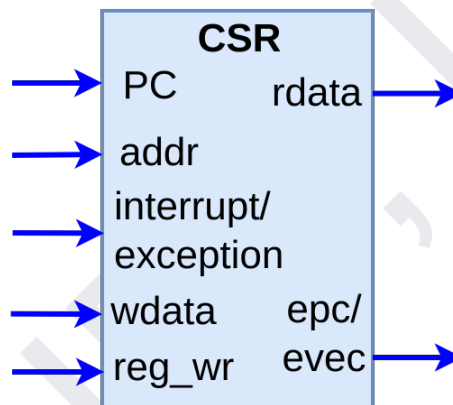 CSR
PC
rdata
addr
interrupt/
exception
wdata
epc/
reg_wr
evec